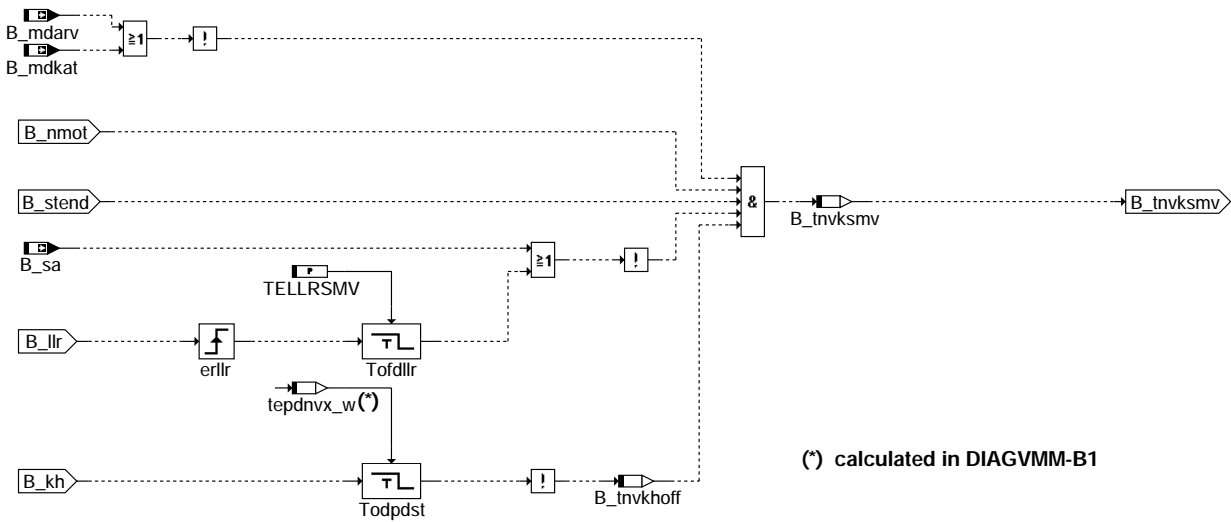 B_mdarv
≥1
!
B_mdkat
B_nmot
B_stend
&
B_tnvksmv
B_tnvksmv
B_sa
≥1
!
P
TELLRSMV
B_llr
erllr
T
Tofdllr
tepdnvx_w(*)
(*) calculated in DIAGVMM-B1
B_kh
T
Todpdst
!
B_tnvkhoff